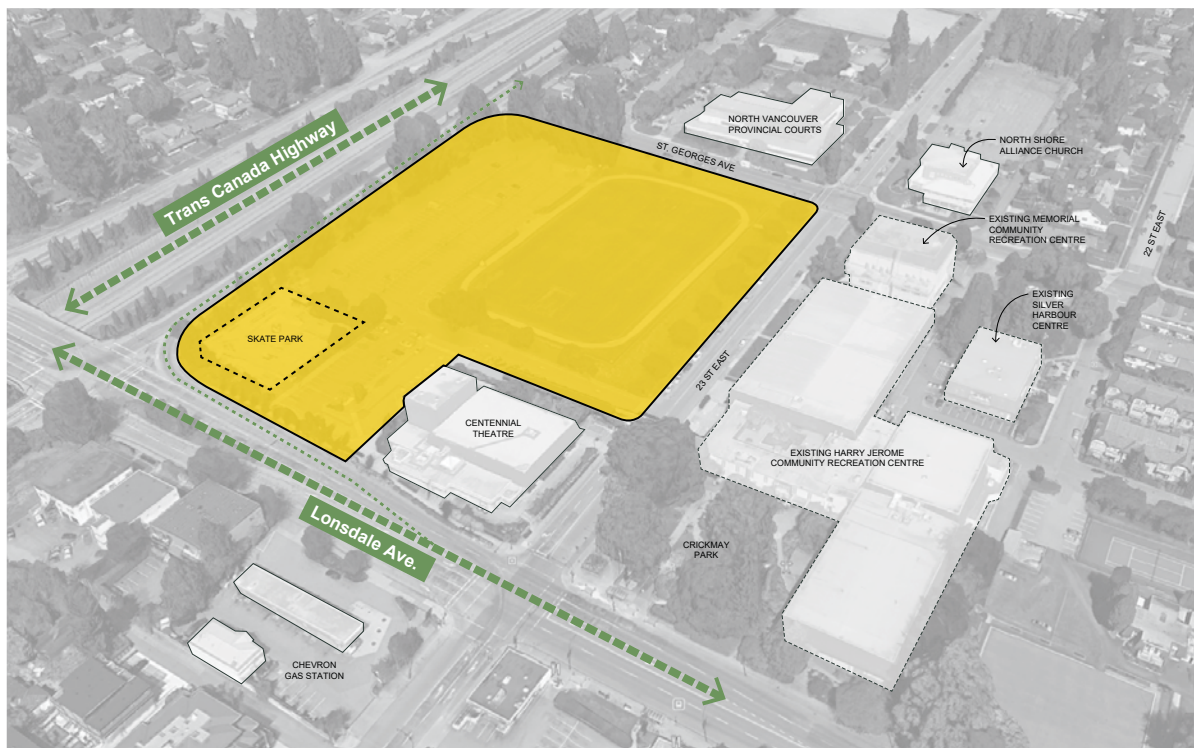 Trans Canada Highway
NORTH VANCOUVER
PROVINCIAL COURTS
ST. GEORGES AVE
NORTH SHORE
ALLIANCE CHURCH
EXISTING MEMORIAL
COMMUNITY
RECREATION CENTRE
22 ST EAST
EXISTING
SILVER
HARBOUR
CENTRE
SKATE PARK
23 ST EAST
CENTENNIAL
THEATRE
EXISTING HARRY JEROME
COMMUNITY RECREATION CENTRE
Lonsdale Ave.
CRICKMAY
PARK
CHEVRON
GAS STATION